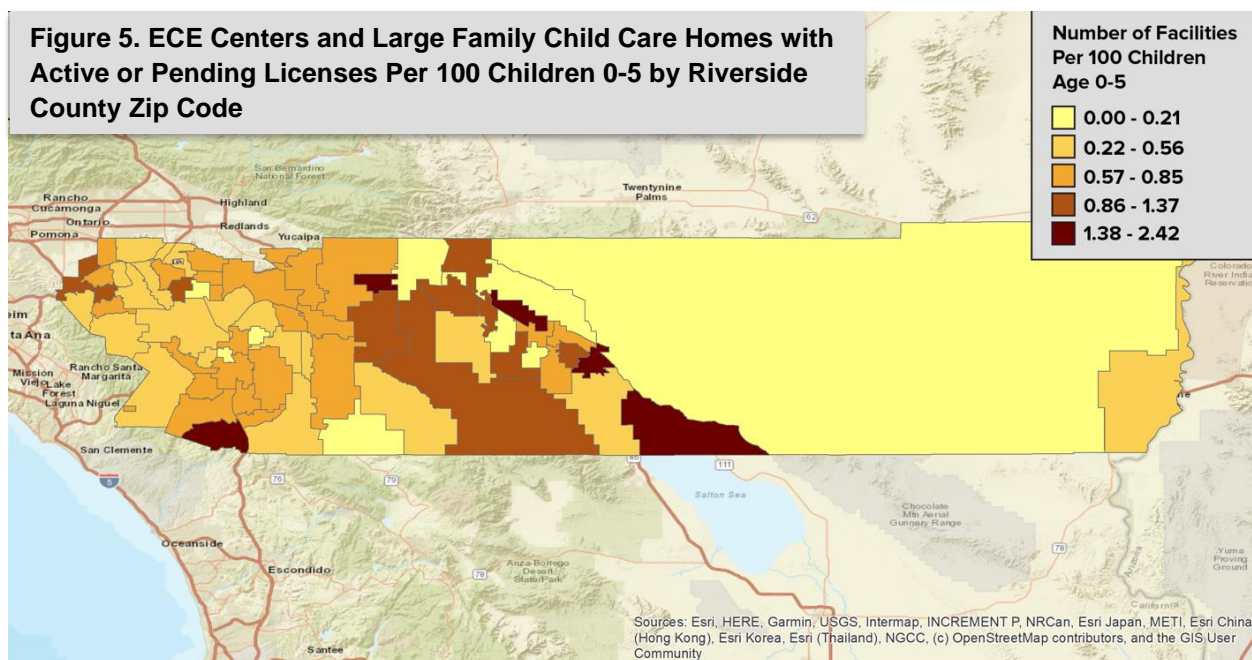 Figure 5. ECE Centers and Large Family Child Care Homes with
Active or Pending Licenses Per 100 Children 0-5 by Riverside
County Zip Code
Number of Facilities
Per 100 Children
Age 0-5
0.00 - 0.21
0.22 - 0.56
0.57 - 0.85
0.86 - 1.37
1.38 - 2.42
San Bernardino
National Forest
Twentynine
Palms
62
Rancho
Cucamonga
Ontario
Pomona
Highland
Redlands
Yucaipa
Colorado
River India
Reservatio
eim
ta Ana
Mission
Viejo
Lake
Forest
Laguna Niguel
Rancho Santa
Margarita
San Clemente
5
76
79
111
Salton Sea
Chocolate
Mtn Aerial
Gunnery Range
78
Oceanside
Escondido
Anza-Borrego
Desert
State Park
78
Arizona
California
Yuma
Proving
Ground
Santee
Sources: Esri, HERE, Garmin, USGS, Intermap, INCREMENT P, NRCan, Esri Japan, METI, Esri China
(Hong Kong), Esri Korea, Esri (Thailand), NGCC, (c) OpenStreetMap contributors, and the GIS User
Community